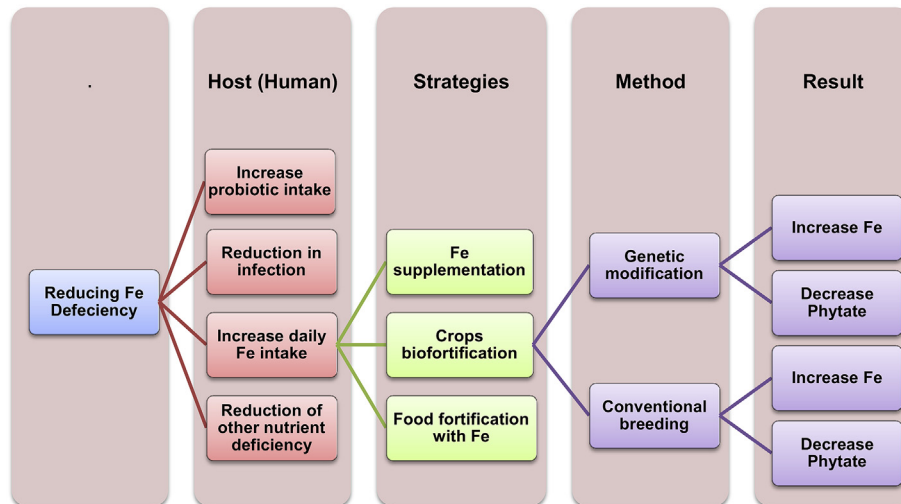 .
Host (Human)
Strategies
Method
Result
Reducing Fe
Defeciency
Increase
probiotic intake
Reduction in
infection
Increase daily
Fe intake
Reduction of
other nutrient
deficiency
Fe
supplementation
Crops
biofortification
Food fortification
with Fe
Genetic
modification
Conventional
breeding
Increase Fe
Decrease
Phytate
Increase Fe
Decrease
Phytate